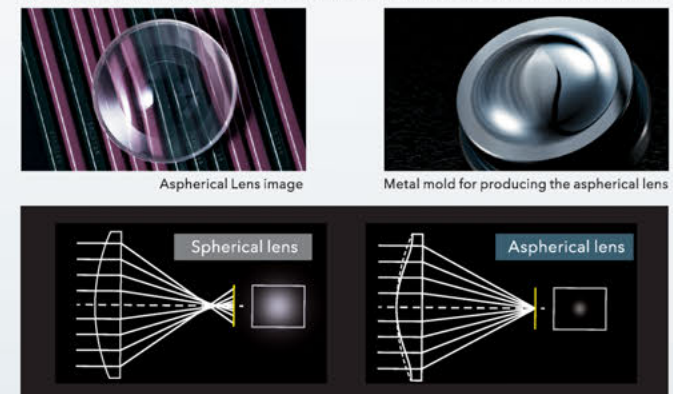 Aspherical Lens image
Metal mold for producing the aspherical lens
Spherical lens
Aspherical lens